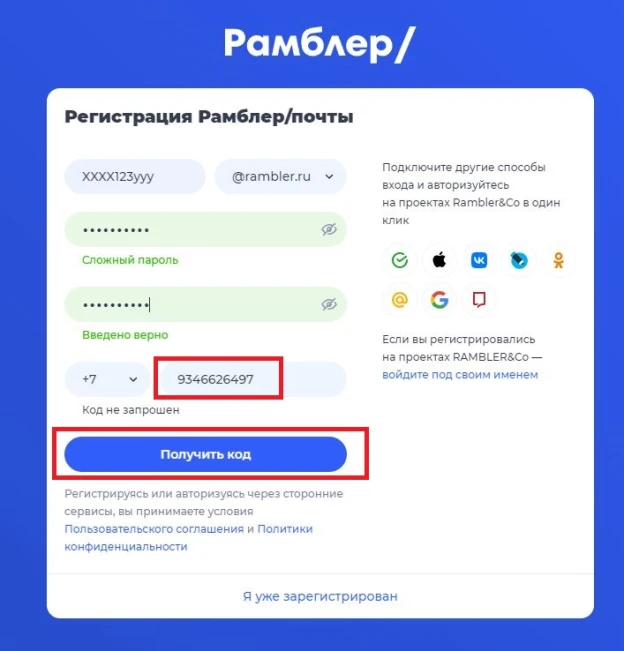 Рамблер/
Регистрация Рамблер/почты
XXXX123yyy
@rambler.ru
••••••••••
Сложный пароль
••••••••••
Введено верно
+7
9346626497
Код не запрошен
Получить код
Регистрируясь или авторизуясь через сторонние
сервисы, вы принимаете условия
Пользовательского соглашения и Политики
конфиденциальности
Подключите другие способы
входа и авторизуйтесь
на проектах Rambler&Co в один
клик
Если вы регистрировались
на проектах RAMBLER&Co —
войдите под своим именем
Я уже зарегистрирован